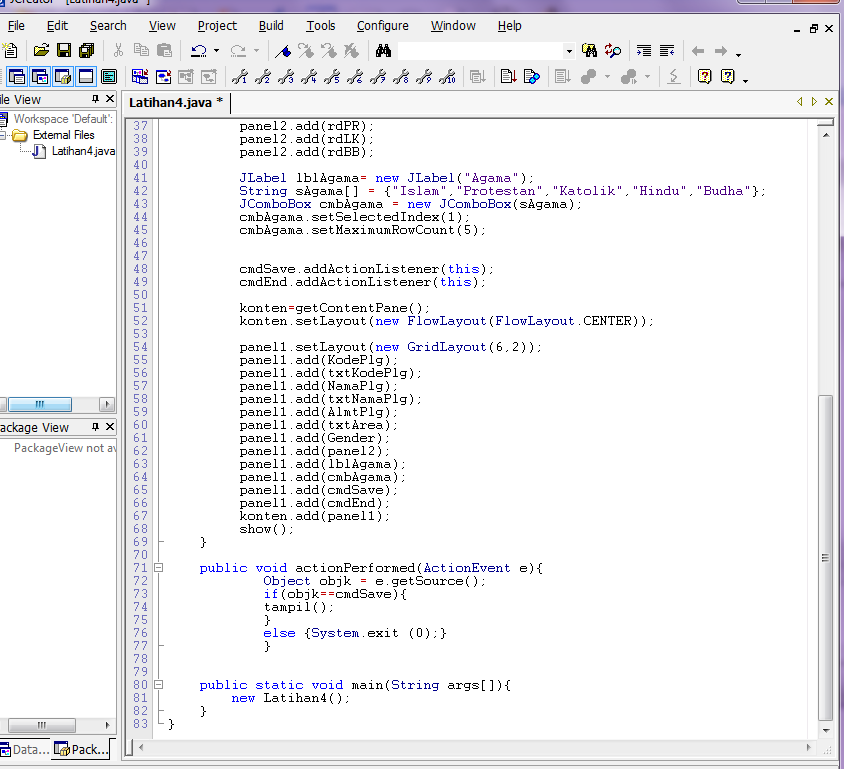 JCreator - [Latihan4.java * ]
File Edit Search View Project Build Tools Configure Window Help
ile View
Workspace 'Default':
External Files
Latihan4.java
ackage View
PackageView not av
Data... Pack...
Latihan4.java *
37 panel2.add(rdPR);
38 panel2.add(rdLK);
39 panel2.add(rdBB);
40
41 JLabel lblAgama= new JLabel("Agama");
42 String sAgama[] = {"Islam","Protestan","Katolik","Hindu","Budha"};
43 JComboBox cmbAgama = new JComboBox(sAgama);
44 cmbAgama.setSelectedIndex(1);
45 cmbAgama.setMaximumRowCount(5);
46
47
48 cmdSave.addActionListener(this);
49 cmdEnd.addActionListener(this);
50
51 konten=getContentPane();
52 konten.setLayout(new FlowLayout(FlowLayout.CENTER));
53
54 panel1.setLayout(new GridLayout(6,2));
55 panel1.add(KodePlg);
56 panel1.add(txtKodePlg);
57 panel1.add(NamaPlg);
58 panel1.add(txtNamaPlg);
59 panel1.add(AlmtPlg);
60 panel1.add(txtArea);
61 panel1.add(Gender);
62 panel1.add(panel2);
63 panel1.add(lblAgama);
64 panel1.add(cmbAgama);
65 panel1.add(cmdSave);
66 panel1.add(cmdEnd);
67 konten.add(panel1);
68 show();
69 }
70
71 public void actionPerformed(ActionEvent e){
72 Object objk = e.getSource();
73 if(objk==cmdSave){
74 tampil();
75 }
76 else {System.exit (0);}
77 }
78
79
80 public static void main(String args[]){
81 new Latihan4();
82 }
83 }